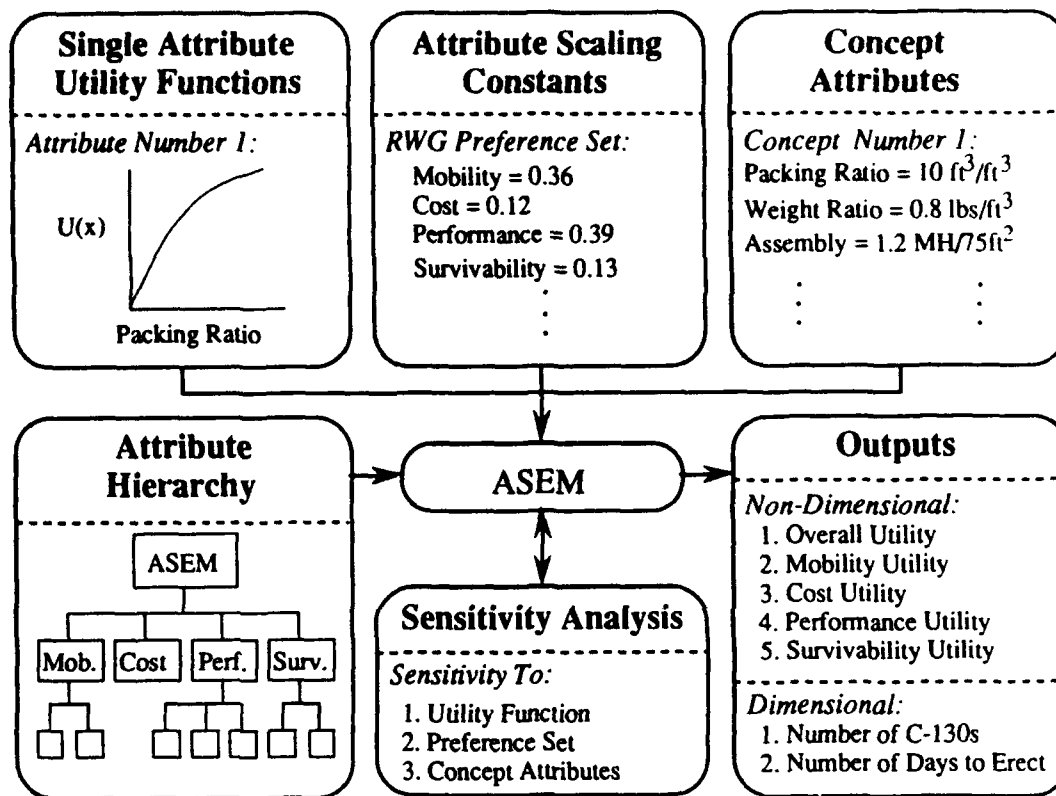 Single Attribute
Utility Functions
Attribute Number 1:
U(x)
Packing Ratio
Attribute Scaling
Constants
RWG Preference Set:
Mobility = 0.36
Cost = 0.12
Performance = 0.39
Survivability = 0.13
Concept
Attributes
Concept Number 1:
Packing Ratio = 10 ft³/ft³
Weight Ratio = 0.8 lbs/ft³
Assembly = 1.2 MH/75ft²
Attribute
Hierarchy
ASEM
Mob. Cost Perf. Surv.
ASEM
Sensitivity Analysis
Sensitivity To:
1. Utility Function
2. Preference Set
3. Concept Attributes
Outputs
Non-Dimensional:
1. Overall Utility
2. Mobility Utility
3. Cost Utility
4. Performance Utility
5. Survivability Utility
Dimensional:
1. Number of C-130s
2. Number of Days to Erect